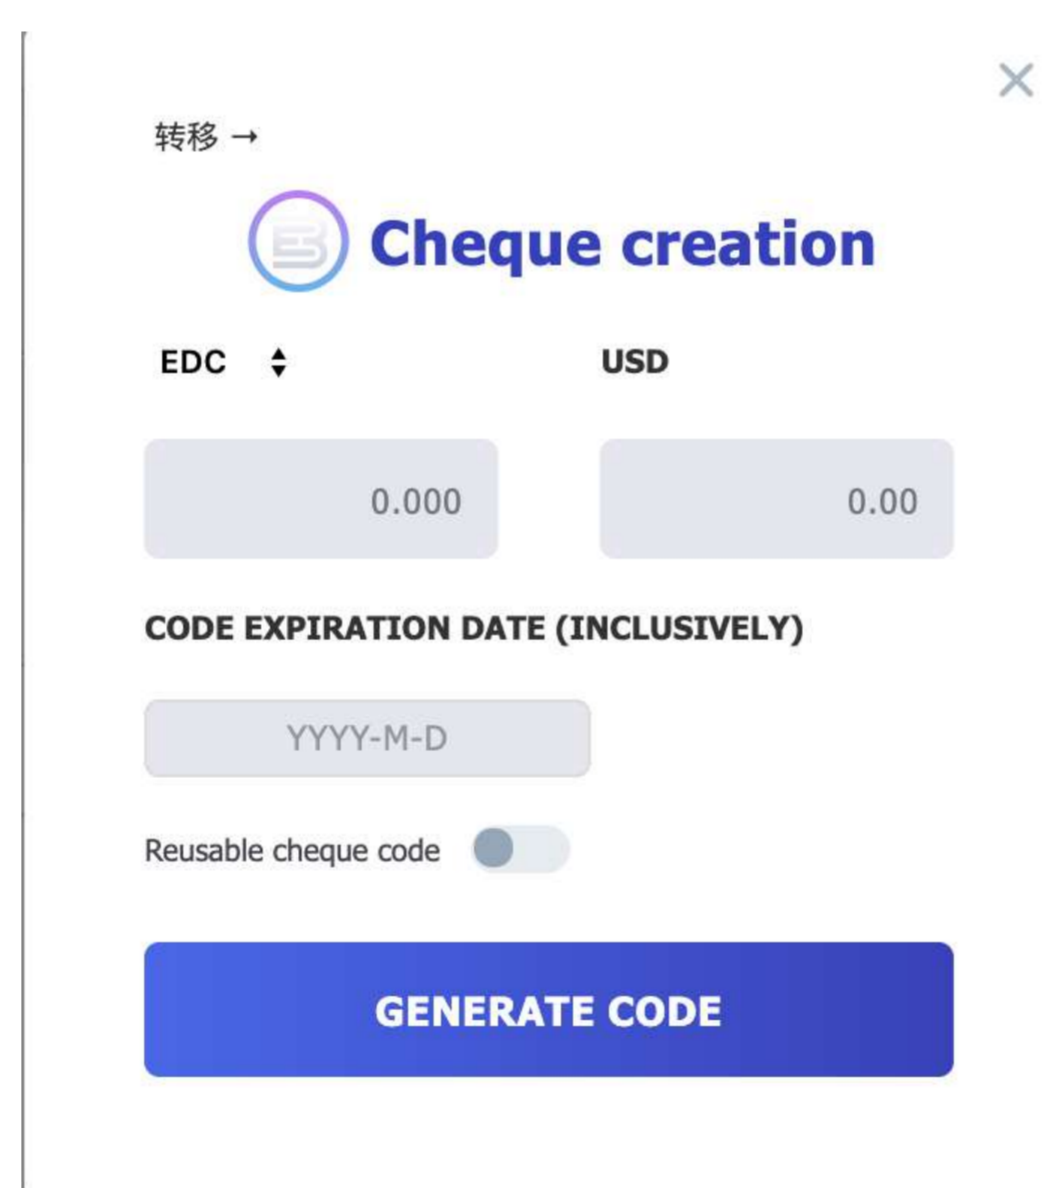 转移 →
Cheque creation
EDC USD
0.000 0.00
CODE EXPIRATION DATE (INCLUSIVELY)
YYYY-M-D
Reusable cheque code
GENERATE CODE